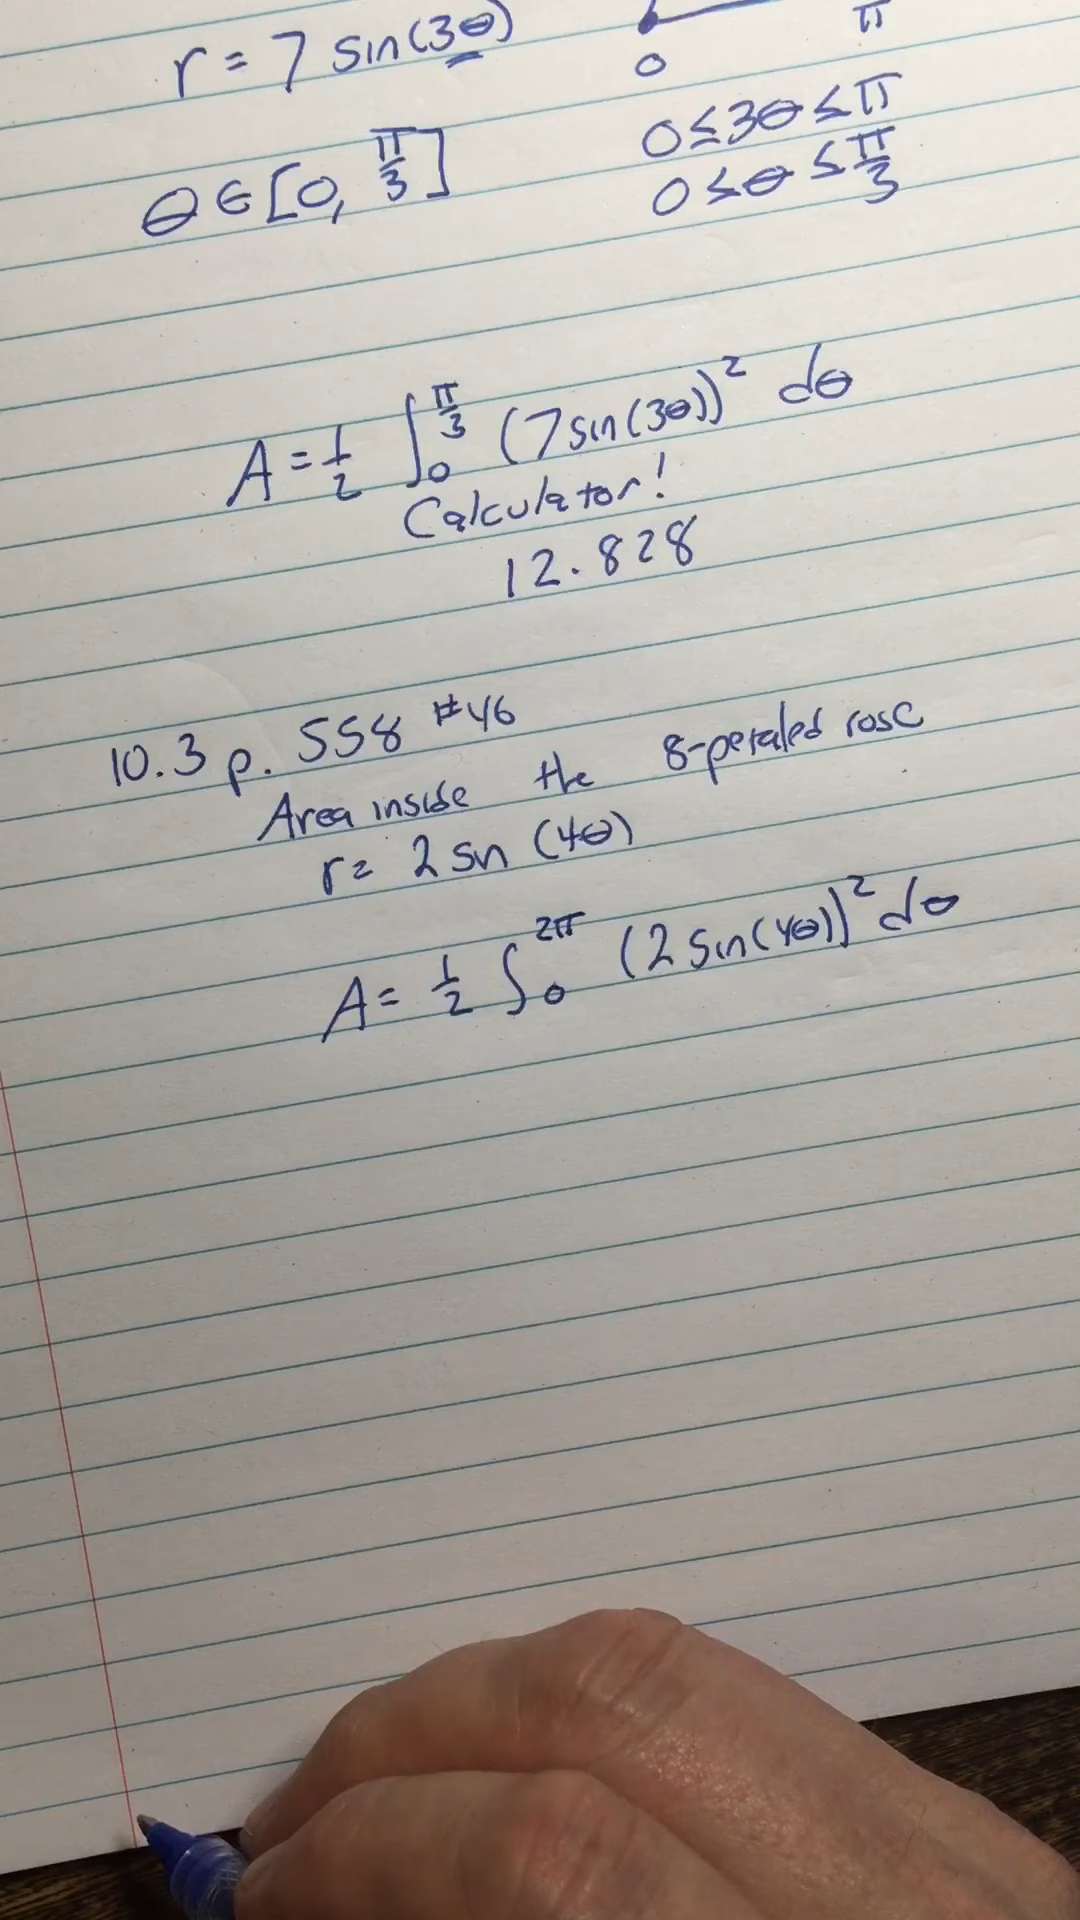 r = 7 sin(3θ)
0
π
θ ∈ [0, π/3]
0 ≤ 3θ ≤ π
0 ≤ θ ≤ π/3
A = 1/2 ∫₀^(π/3) (7 sin(3θ))² dθ
Calculator!
12.828
10.3 p. 558 #46
Area inside the 8-petaled rose
r = 2 sin (4θ)
A = 1/2 ∫₀^(2π) (2 sin(4θ))² dθ